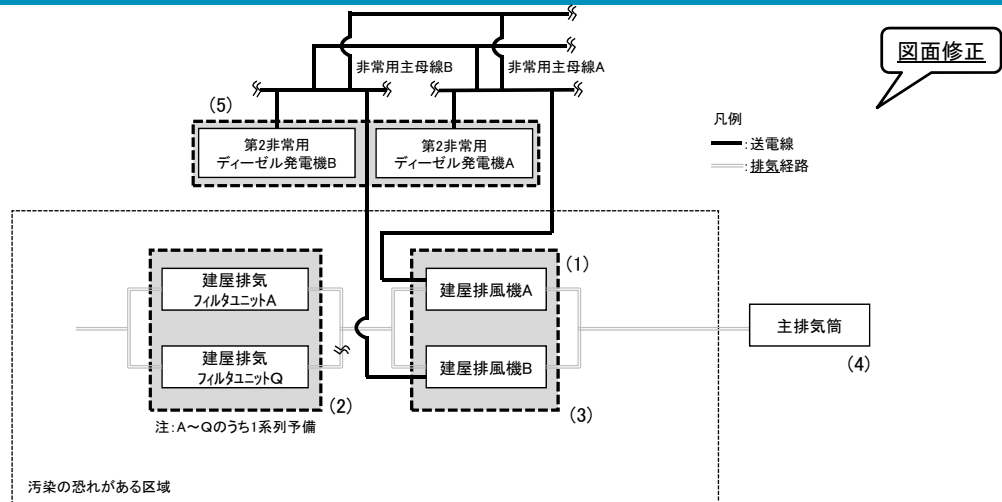 図面修正
非常用主母線B
非常用主母線A
(5)
第2非常用
ディーゼル発電機B
第2非常用
ディーゼル発電機A
凡例
:送電線
:排気経路
(1)
建屋排気
フィルタユニットA
建屋排風機A
主排気筒
(4)
建屋排気
フィルタユニットQ
建屋排風機B
(2)
(3)
注:A~Qのうち1系列予備
汚染の恐れがある区域